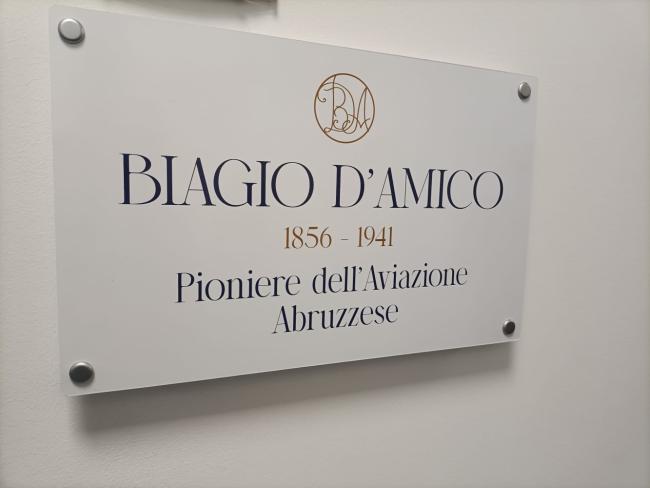 BIAGIO D'AMICO
1856 - 1941
Pioniere dell'Aviazione
Abruzzese